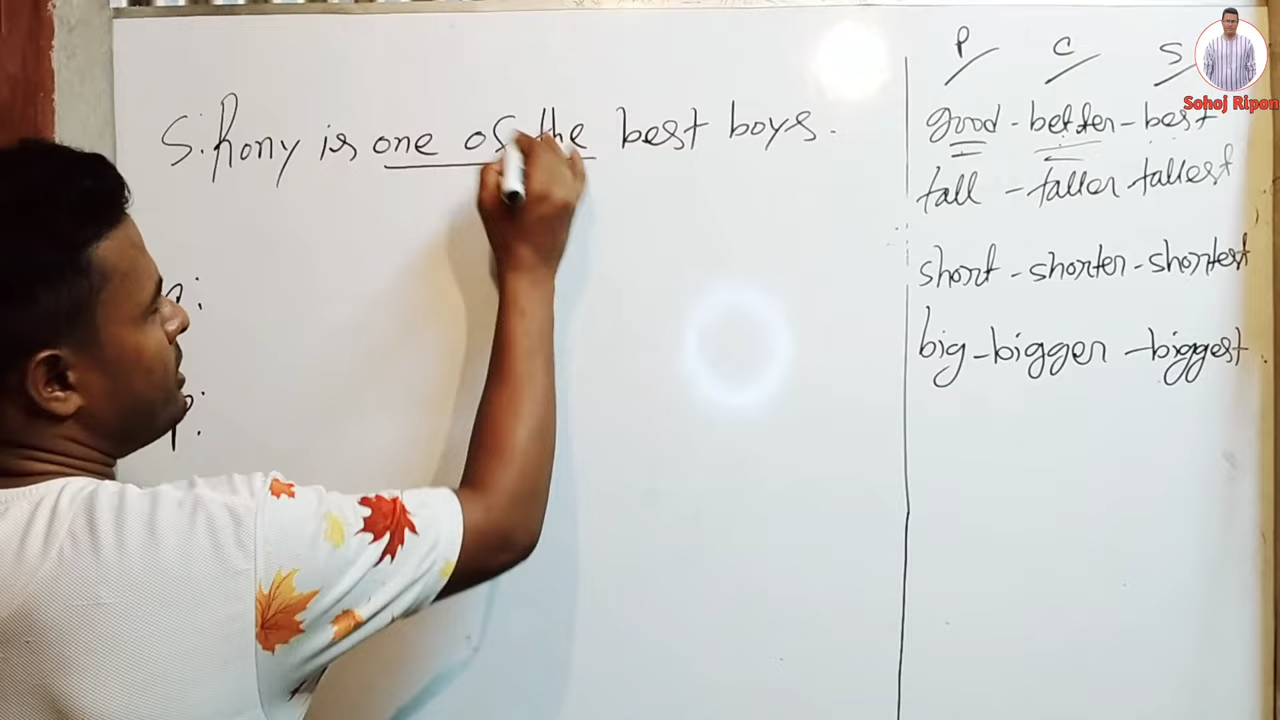 S: Rony is one of the best boys.
P:
P C S
good - better - best
tall - taller - tallest
short - shorter - shortest
big - bigger - biggest
Sohoj Ripon